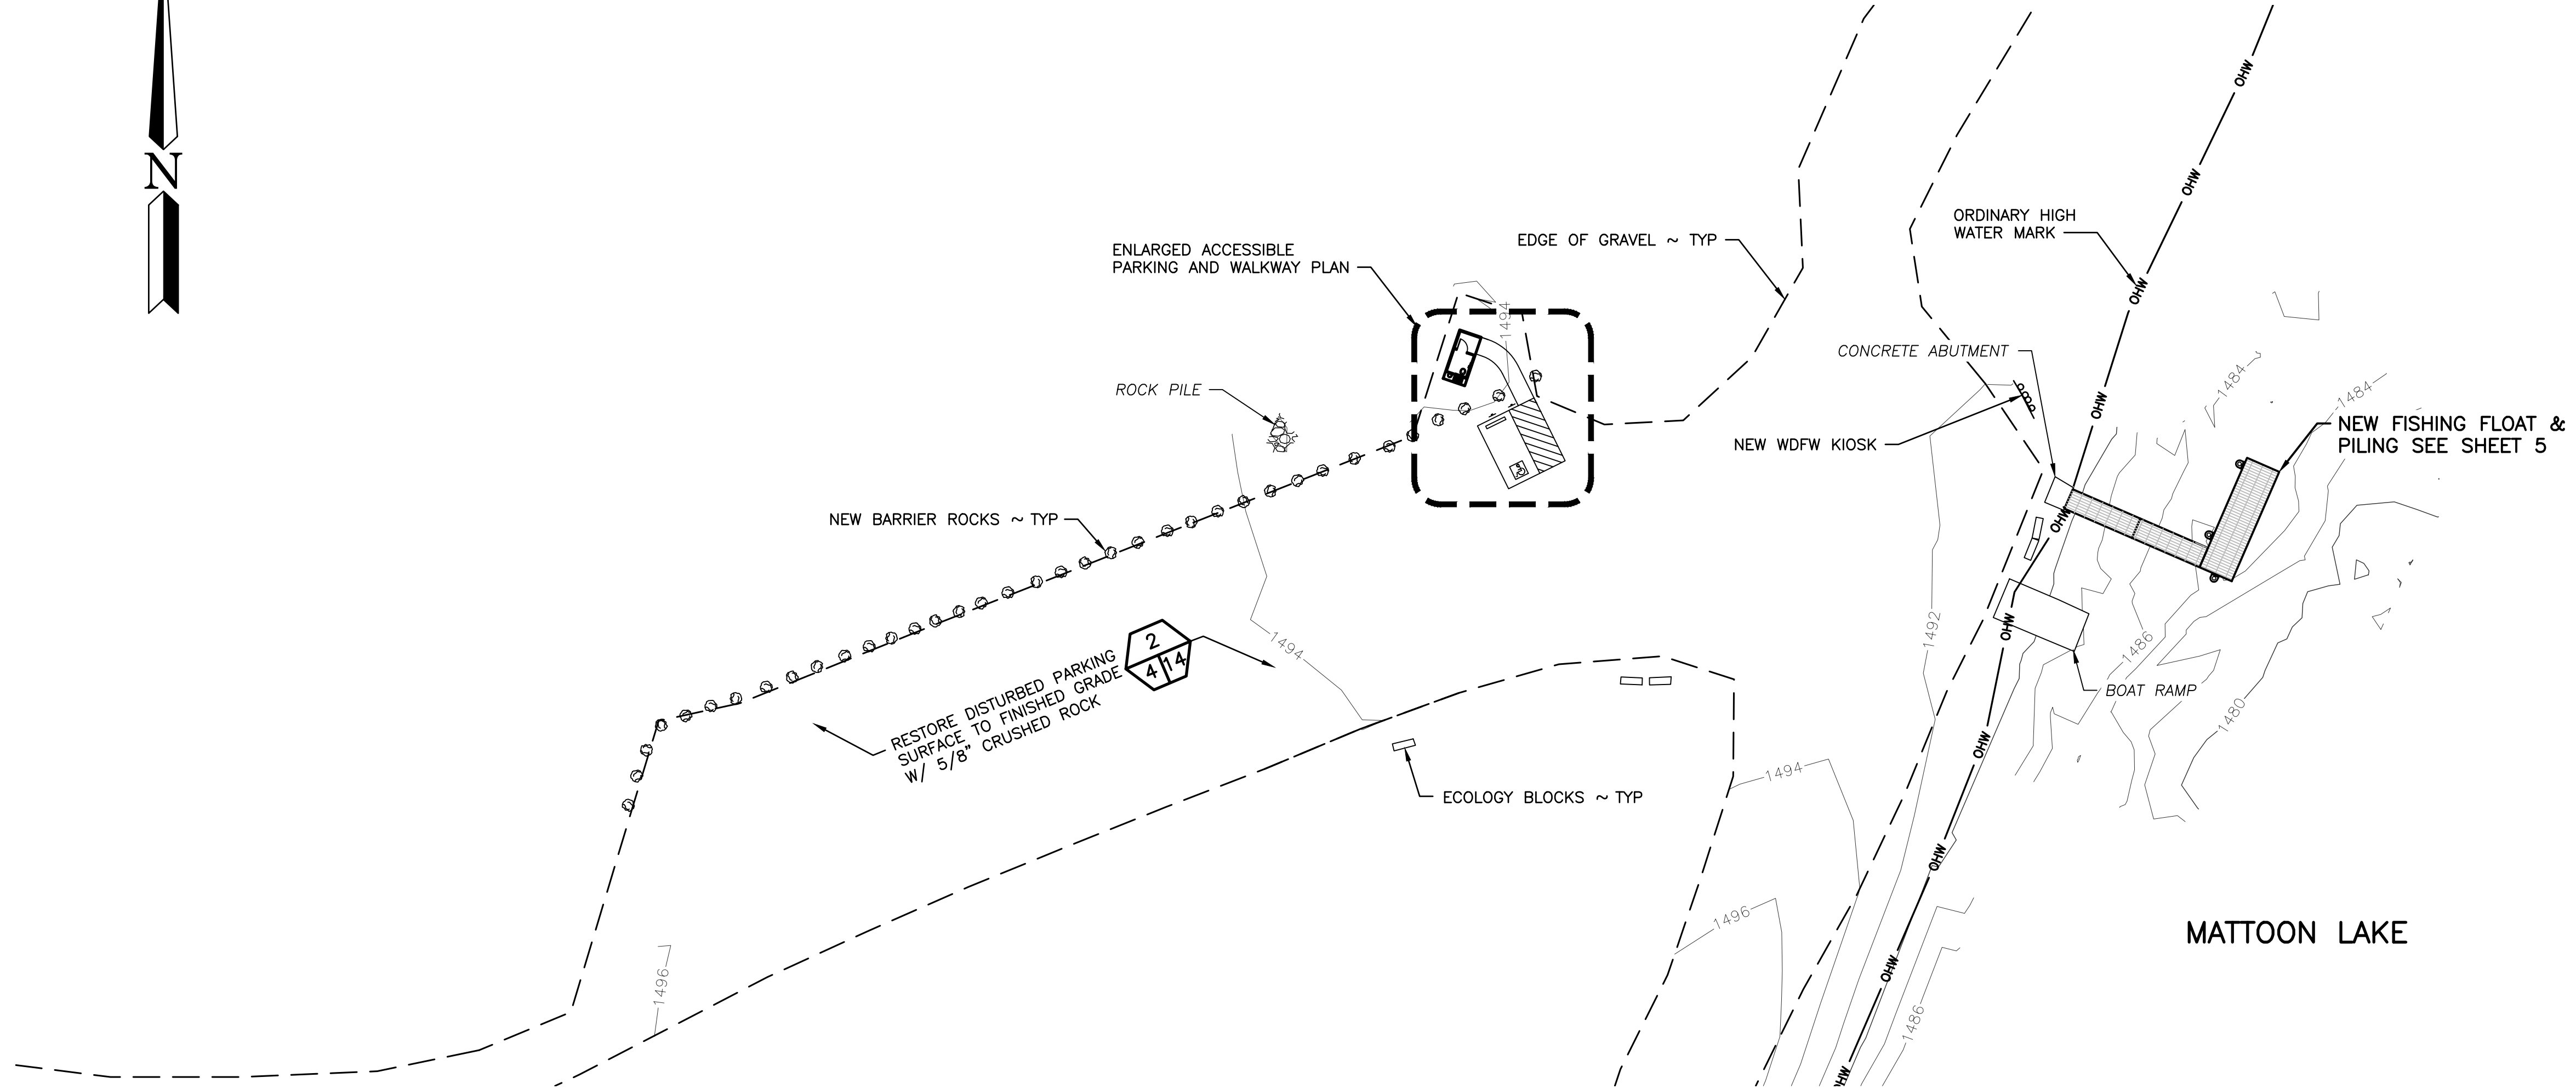 N
OHW
OHW
ORDINARY HIGH
WATER MARK
EDGE OF GRAVEL ~ TYP
ENLARGED ACCESSIBLE
PARKING AND WALKWAY PLAN
OHW
1494
CONCRETE ABUTMENT
1484
1484
ROCK PILE
OHW
NEW FISHING FLOAT &
PILING SEE SHEET 5
NEW WDFW KIOSK
NEW BARRIER ROCKS ~ TYP
OHW
OHW
1492
1494
1486
2
4 14
RESTORE DISTURBED PARKING
SURFACE TO FINISHED GRADE
W/ 5/8" CRUSHED ROCK
BOAT RAMP
1480
OHW
1494
ECOLOGY BLOCKS ~ TYP
OHW
1496
MATTOON LAKE
OHW
1496
1486
OHW